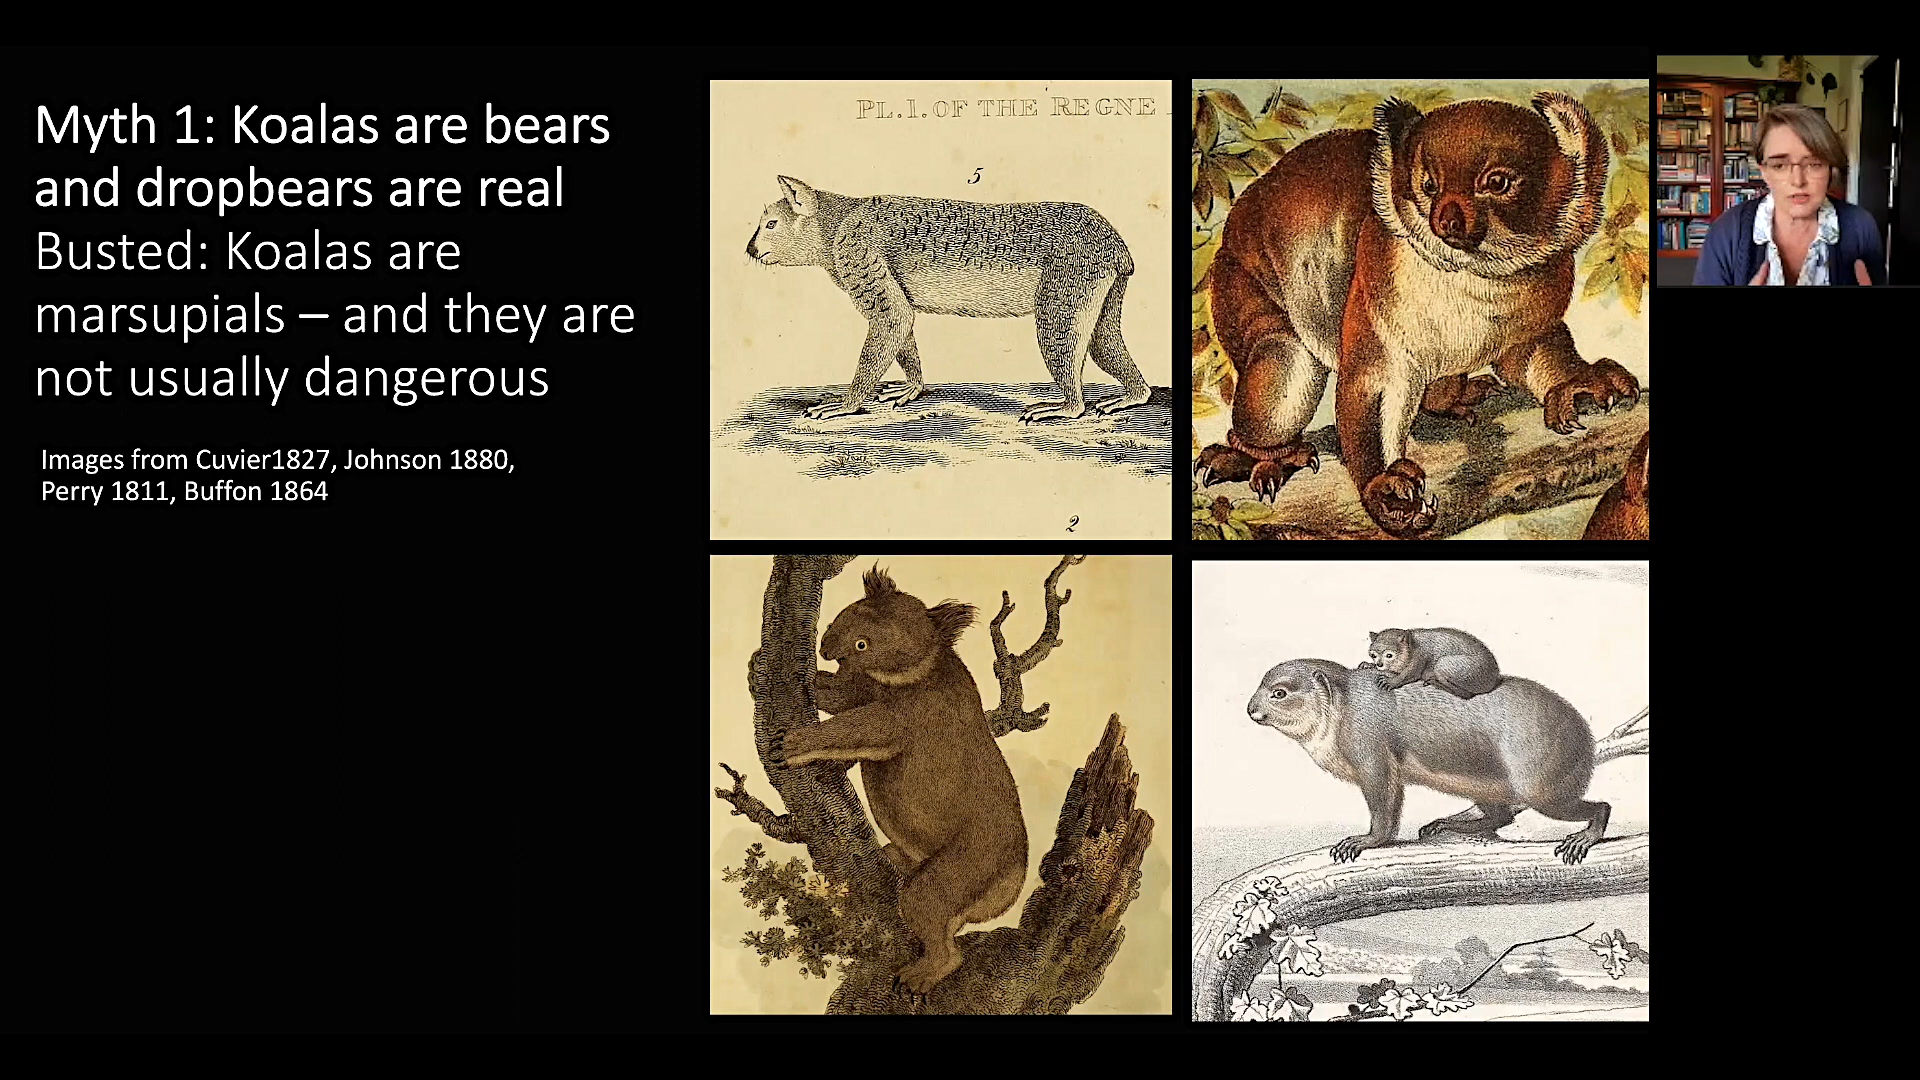 Myth 1: Koalas are bears
and dropbears are real
Busted: Koalas are
marsupials – and they are
not usually dangerous
Images from Cuvier1827, Johnson 1880,
Perry 1811, Buffon 1864
PL.1. OF THE REGNE
5
2